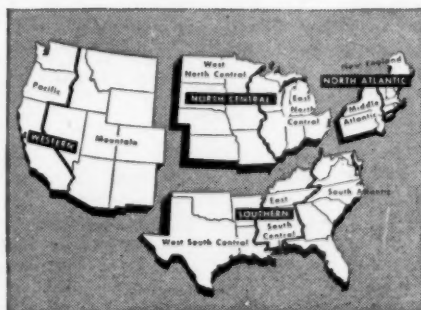 Pacific
WESTERN
Mountain
West
North Central
NORTH CENTRAL
East
North
Central
New England
NORTH ATLANTIC
Middle
Atlantic
West South Central
East
SOUTHERN
South
Central
South Atlantic